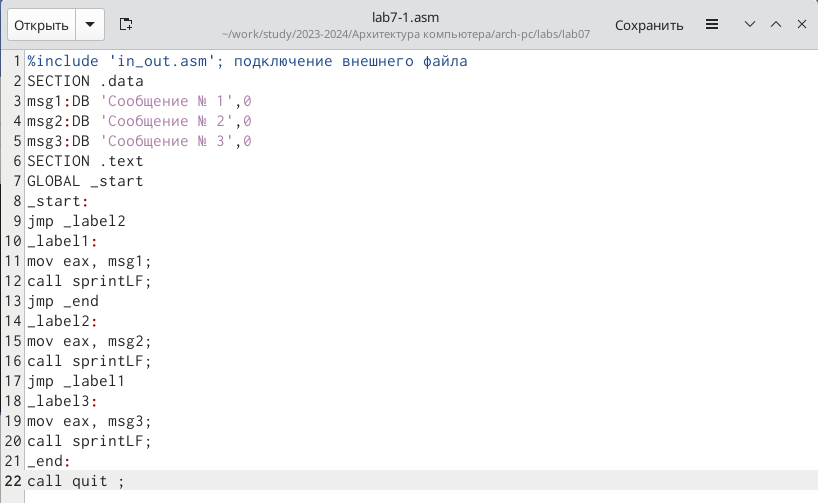 Открыть
lab7-1.asm
~/work/study/2023-2024/Архитектура компьютера/arch-pc/labs/lab07
Сохранить
1 %include 'in_out.asm'; подключение внешнего файла
2 SECTION .data
3 msg1:DB 'Сообщение № 1',0
4 msg2:DB 'Сообщение № 2',0
5 msg3:DB 'Сообщение № 3',0
6 SECTION .text
7 GLOBAL _start
8 _start:
9 jmp _label2
10 _label1:
11 mov eax, msg1;
12 call sprintLF;
13 jmp _end
14 _label2:
15 mov eax, msg2;
16 call sprintLF;
17 jmp _label1
18 _label3:
19 mov eax, msg3;
20 call sprintLF;
21 _end:
22 call quit ;